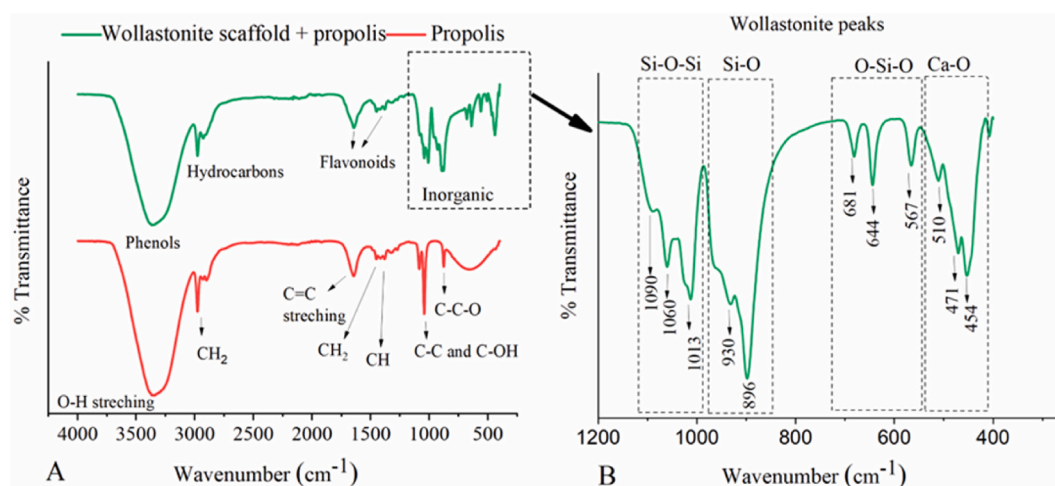 Wollastonite scaffold + propolis
Propolis
% Transmittance
Hydrocarbons
Flavonoids
Inorganic
Phenols
C=C
streching
C-C-O
CH2
CH2
CH
C-C and C-OH
O-H streching
4000 3500 3000 2500 2000 1500 1000 500
A
Wavenumber (cm-1)
Wollastonite peaks
Si-O-Si
Si-O
O-Si-O
Ca-O
% Transmittance
1090
1060
1013
930
896
681
644
567
510
471
454
1200 1000 800 600 400
Wavenumber (cm-1)
B